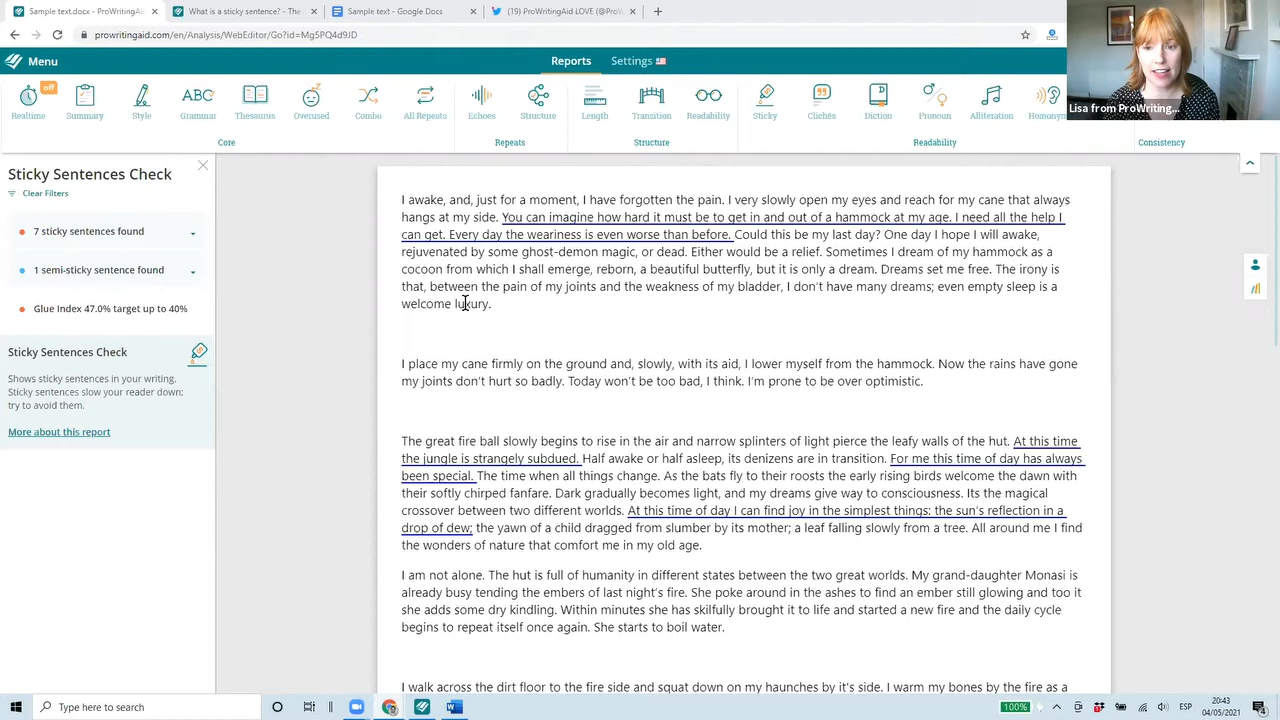 Sample text.docx - ProWritingAid
What is a sticky sentence? - The
Sample text - Google Docs
(19) ProWritingAid LOVE (@ProW
prowritingaid.com/en/Analysis/WebEditor/Go?id=Mg5PQ4d9JD
Menu
Reports
Settings
off
ABC
Realtime
Summary
Style
Grammar
Thesaurus
Overused
Combo
All Repeats
Echoes
Structure
Length
Transition
Readability
Sticky
Clichés
Diction
Pronoun
Alliteration
Homonym
Lisa from ProWriting...
Core
Repeats
Structure
Readability
Consistency
Sticky Sentences Check
Clear Filters
7 sticky sentences found
1 semi-sticky sentence found
Glue Index 47.0% target up to 40%
Sticky Sentences Check
Shows sticky sentences in your writing.
Sticky sentences slow your reader down;
try to avoid them.
More about this report
I awake, and, just for a moment, I have forgotten the pain. I very slowly open my eyes and reach for my cane that always
hangs at my side. You can imagine how hard it must be to get in and out of a hammock at my age. I need all the help I
can get. Every day the weariness is even worse than before. Could this be my last day? One day I hope I will awake,
rejuvenated by some ghost-demon magic, or dead. Either would be a relief. Sometimes I dream of my hammock as a
cocoon from which I shall emerge, reborn, a beautiful butterfly, but it is only a dream. Dreams set me free. The irony is
that, between the pain of my joints and the weakness of my bladder, I don't have many dreams; even empty sleep is a
welcome luxury.
I place my cane firmly on the ground and, slowly, with its aid, I lower myself from the hammock. Now the rains have gone
my joints don't hurt so badly. Today won't be too bad, I think. I'm prone to be over optimistic.
The great fire ball slowly begins to rise in the air and narrow splinters of light pierce the leafy walls of the hut. At this time
the jungle is strangely subdued. Half awake or half asleep, its denizens are in transition. For me this time of day has always
been special. The time when all things change. As the bats fly to their roosts the early rising birds welcome the dawn with
their softly chirped fanfare. Dark gradually becomes light, and my dreams give way to consciousness. Its the magical
crossover between two different worlds. At this time of day I can find joy in the simplest things: the sun's reflection in a
drop of dew; the yawn of a child dragged from slumber by its mother; a leaf falling slowly from a tree. All around me I find
the wonders of nature that comfort me in my old age.
I am not alone. The hut is full of humanity in different states between the two great worlds. My grand-daughter Monasi is
already busy tending the embers of last night's fire. She poke around in the ashes to find an ember still glowing and too it
she adds some dry kindling. Within minutes she has skilfully brought it to life and started a new fire and the daily cycle
begins to repeat itself once again. She starts to boil water.
I walk across the dirt floor to the fire side and squat down on my haunches by it's side. I warm my bones by the fire as a
Type here to search
100%
ESP
20:43
04/05/2021